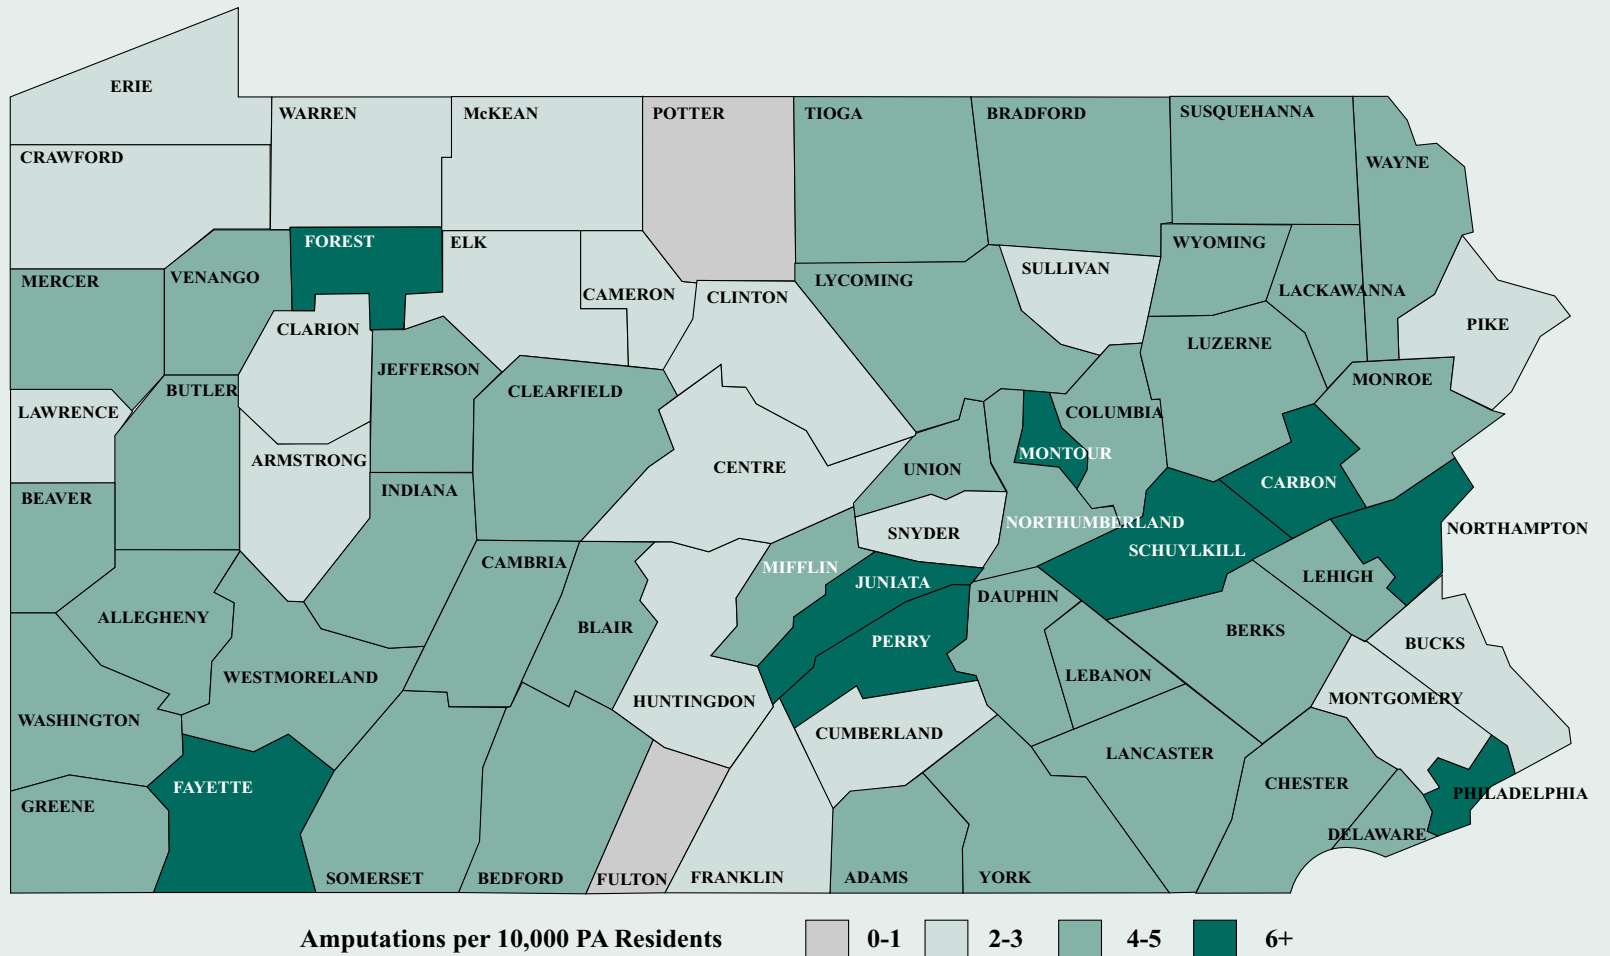 ERIE
WARREN
McKEAN
POTTER
TIOGA
BRADFORD
SUSQUEHANNA
CRAWFORD
WAYNE
FOREST
ELK
WYOMING
MERCER
VENANGO
SULLIVAN
CAMERON
CLINTON
LYCOMING
LACKAWANNA
CLARION
PIKE
JEFFERSON
LUZERNE
BUTLER
CLEARFIELD
MONROE
LAWRENCE
COLUMBIA
ARMSTRONG
CENTRE
UNION
MONTOUR
BEAVER
INDIANA
CARBON
SNYDER
NORTHUMBERLAND
NORTHAMPTON
CAMBRIA
MIFFLIN
SCHUYLKILL
JUNIATA
LEHIGH
ALLEGHENY
BLAIR
DAUPHIN
PERRY
BERKS
BUCKS
WESTMORELAND
HUNTINGDON
LEBANON
MONTGOMERY
WASHINGTON
CUMBERLAND
LANCASTER
FAYETTE
CHESTER
PHILADELPHIA
GREENE
DELAWARE
SOMERSET
BEDFORD
FULTON
FRANKLIN
ADAMS
YORK
Amputations per 10,000 PA Residents
0-1
2-3
4-5
6+